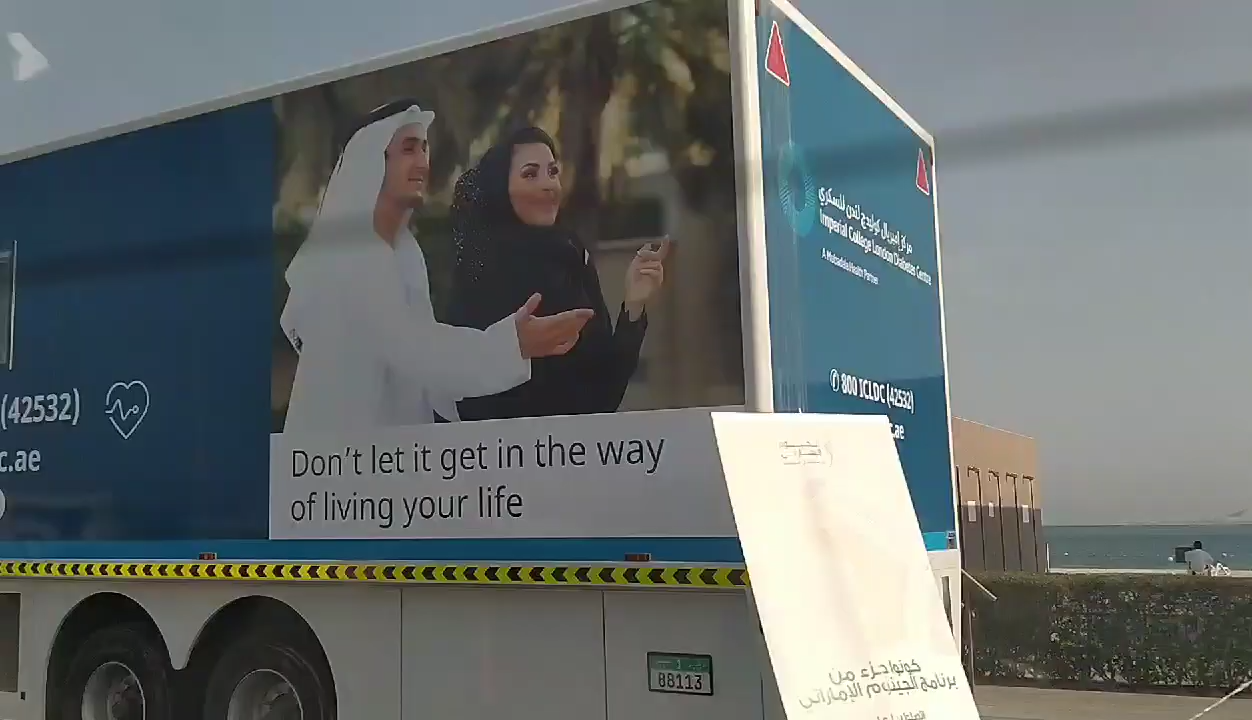 (42532)
c.ae
Don't let it get in the way
of living your life
مركز إمبريال كوليدج لندن للسكري
Imperial College London Diabetes Centre
A Mubadala Health Partner
800 ICLDC (42532)
c.ae
88113
كونوا جزء من
برنامج الجينوم الإماراتي